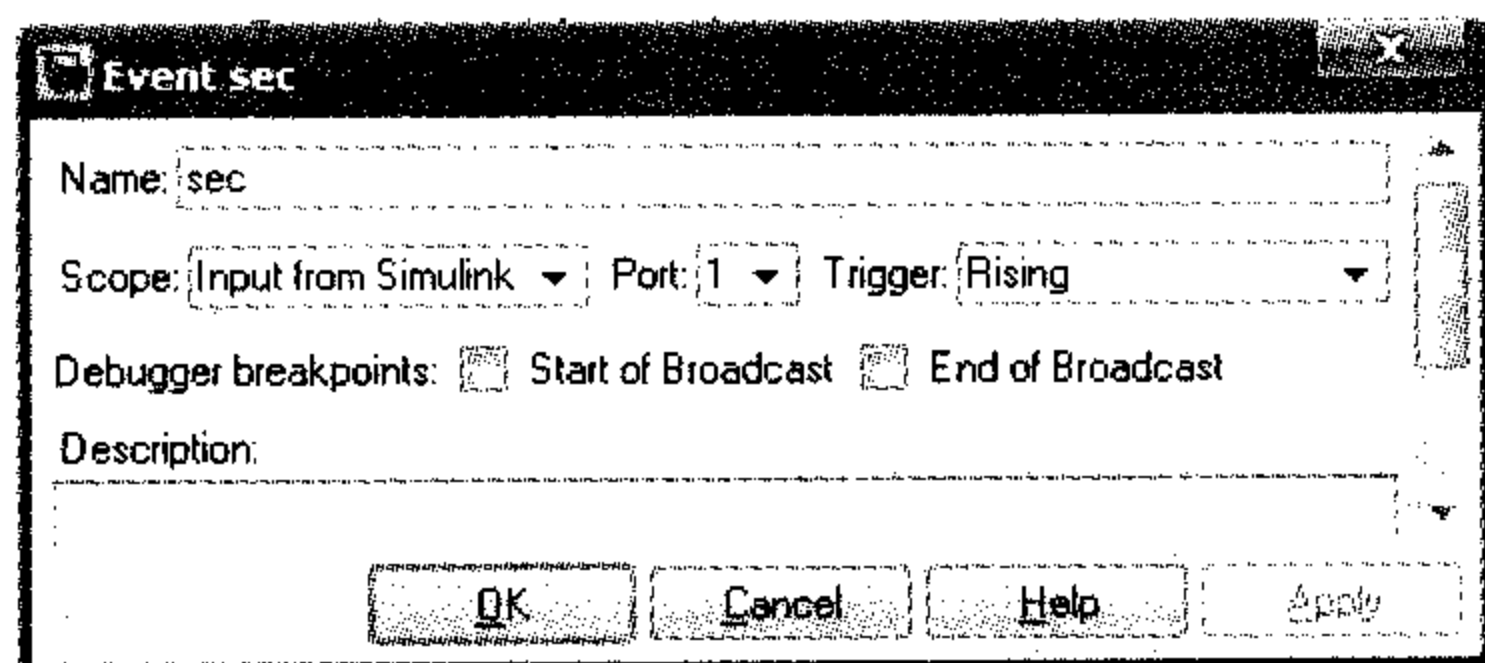 Event sec
Name: sec
Scope: Input from Simulink Port: 1 Trigger: Rising
Debugger breakpoints: Start of Broadcast End of Broadcast
Description:
OK Cancel Help Apply